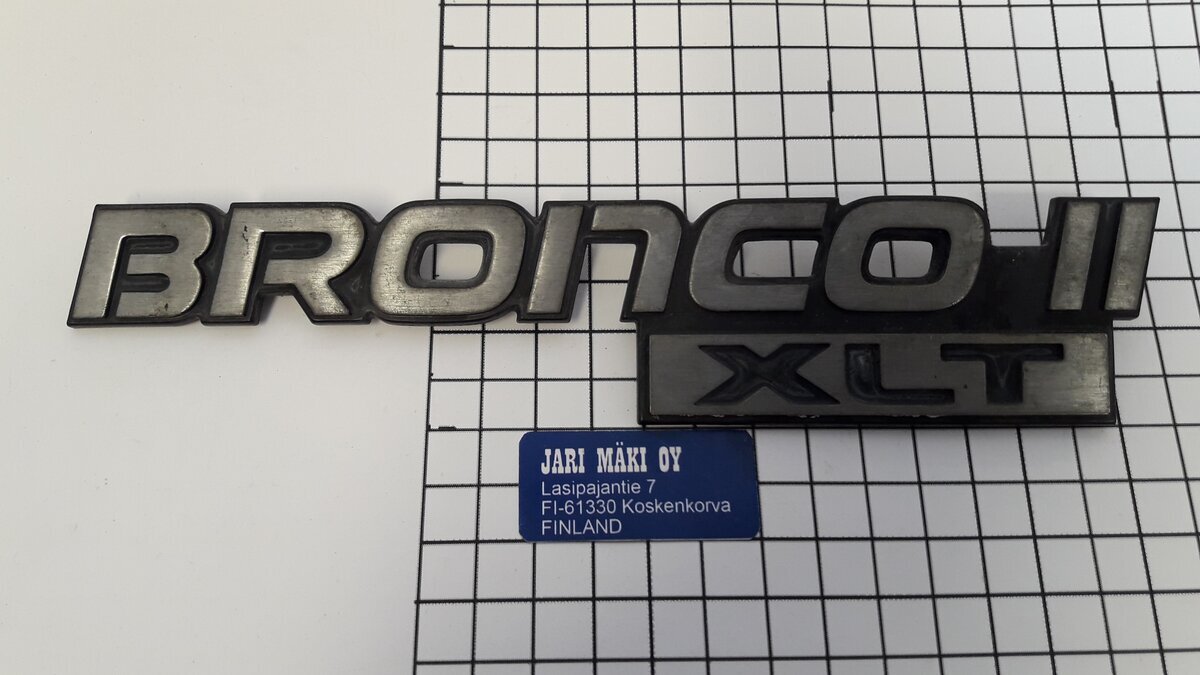 BRONCO II
XLT
JARI MÄKI OY
Lasipajantie 7
FI-61330 Koskenkorva
FINLAND